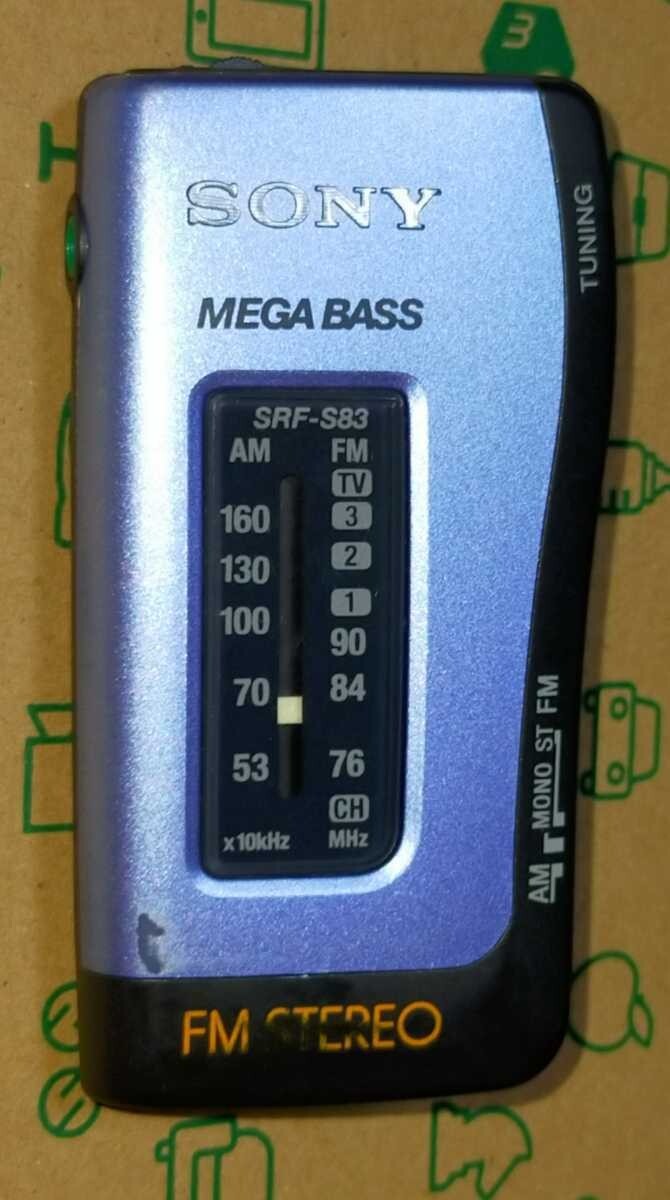 3
SONY
TUNING
MEGA BASS
SRF-S83
AM FM
TV
160 3
130 2
100 1
90
70 84
53 76
CH
x10kHz MHz
AM MONO ST FM
FM STEREO